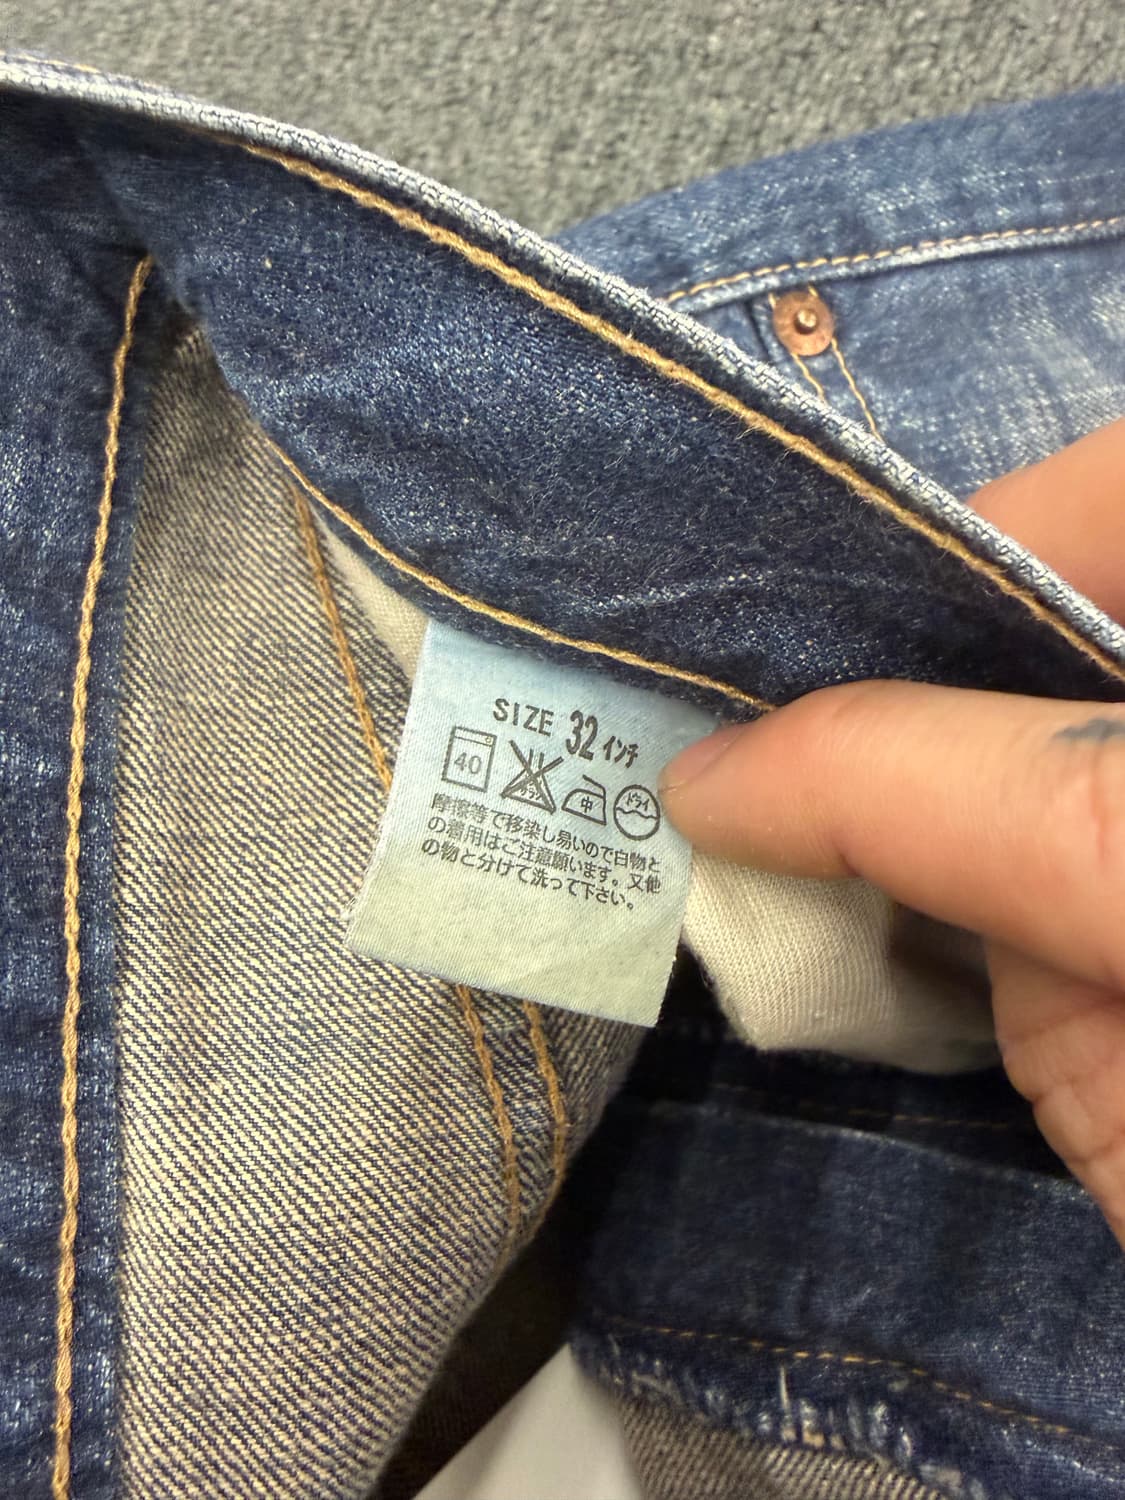 SIZE 32 インチ
40 中 ドライ
摩擦等で移染し易いので白物と
の着用はご注意願います。又他
の物と分けて洗って下さい。